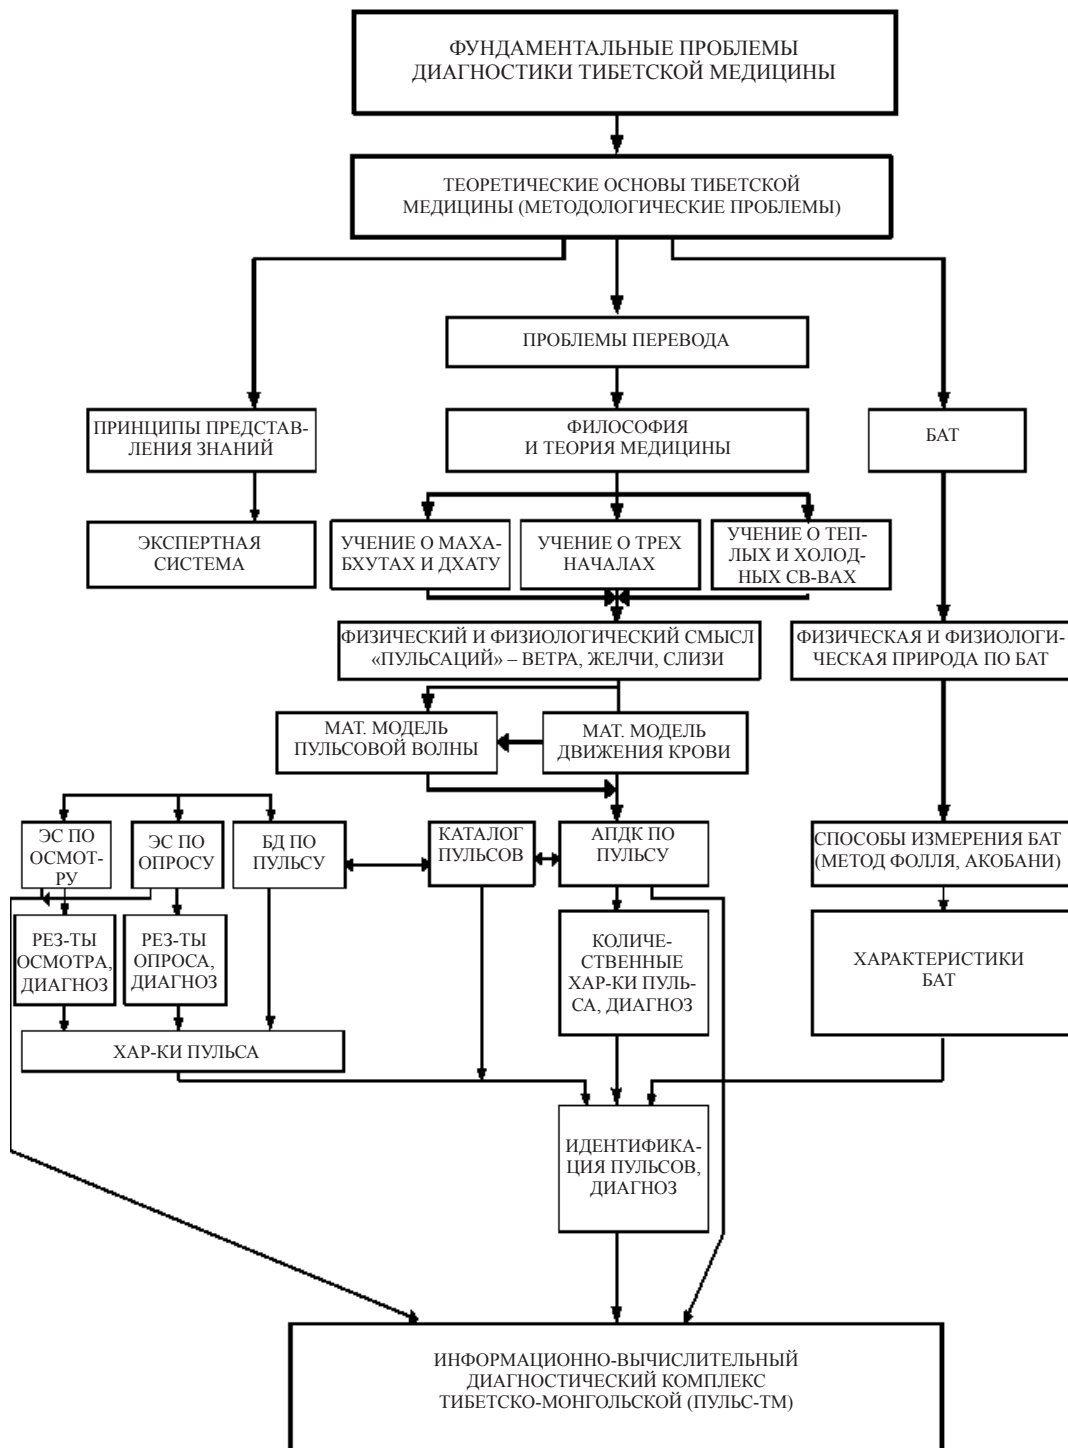 ФУНДАМЕНТАЛЬНЫЕ ПРОБЛЕМЫ
ДИАГНОСТИКИ ТИБЕТСКОЙ МЕДИЦИНЫ
ТЕОРЕТИЧЕСКИЕ ОСНОВЫ ТИБЕТСКОЙ
МЕДИЦИНЫ (МЕТОДОЛОГИЧЕСКИЕ ПРОБЛЕМЫ)
ПРОБЛЕМЫ ПЕРЕВОДА
ПРИНЦИПЫ ПРЕДСТАВ-
ЛЕНИЯ ЗНАНИЙ
ФИЛОСОФИЯ
И ТЕОРИЯ МЕДИЦИНЫ
БАТ
ЭКСПЕРТНАЯ
СИСТЕМА
УЧЕНИЕ О МАХА-
БХУТАХ И ДХАТУ
УЧЕНИЕ О ТРЕХ
НАЧАЛАХ
УЧЕНИЕ О ТЕП-
ЛЫХ И ХОЛОД-
НЫХ СВ-ВАХ
ФИЗИЧЕСКИЙ И ФИЗИОЛОГИЧЕСКИЙ СМЫСЛ
«ПУЛЬСАЦИЙ» – ВЕТРА, ЖЕЛЧИ, СЛИЗИ
ФИЗИЧЕСКАЯ И ФИЗИОЛОГИ-
ЧЕСКАЯ ПРИРОДА ПО БАТ
МАТ. МОДЕЛЬ
ПУЛЬСОВОЙ ВОЛНЫ
МАТ. МОДЕЛЬ
ДВИЖЕНИЯ КРОВИ
ЭС ПО
ОСМОТ-
РУ
ЭС ПО
ОПРОСУ
БД ПО
ПУЛЬСУ
КАТАЛОГ
ПУЛЬСОВ
АПДК ПО
ПУЛЬСУ
СПОСОБЫ ИЗМЕРЕНИЯ БАТ
(МЕТОД ФОЛЛЯ, АКОБАНИ)
РЕЗ-ТЫ
ОСМОТРА,
ДИАГНОЗ
РЕЗ-ТЫ
ОПРОСА,
ДИАГНОЗ
КОЛИЧЕ-
СТВЕННЫЕ
ХАР-КИ ПУЛЬ-
СА, ДИАГНОЗ
ХАРАКТЕРИСТИКИ
БАТ
ХАР-КИ ПУЛЬСА
ИДЕНТИФИКА-
ЦИЯ ПУЛЬСОВ,
ДИАГНОЗ
ИНФОРМАЦИОННО-ВЫЧИСЛИТЕЛЬНЫЙ
ДИАГНОСТИЧЕСКИЙ КОМПЛЕКС
ТИБЕТСКО-МОНГОЛЬСКОЙ (ПУЛЬС-ТМ)